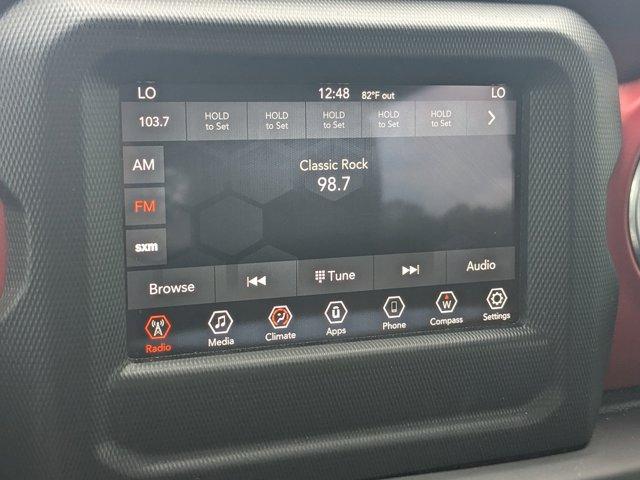 LO 12:48 82°F out LO
103.7 HOLD to Set HOLD to Set HOLD to Set HOLD to Set HOLD to Set
AM
Classic Rock
98.7
FM
sxm
Browse Tune Audio
Radio Media Climate Apps Phone W Compass Settings